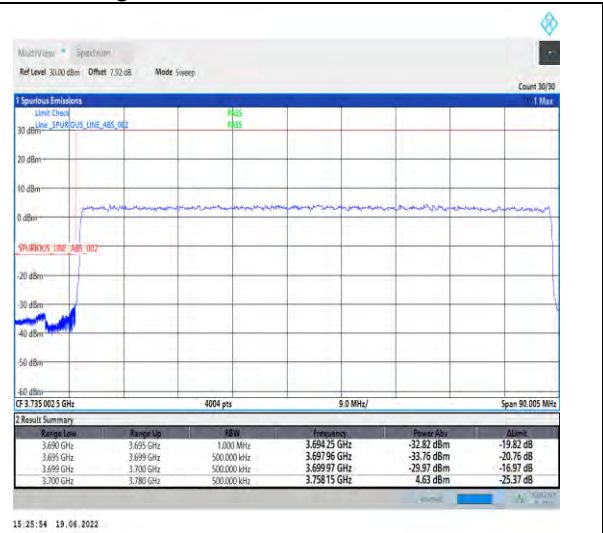 MultiView Spectrum
Ref Level 30.00 dBm Offset 7.92 dB Mode Sweep
Count 30/30
1 Spurious Emissions 1 Max
Limit Check PASS
Line _SPURIOUS_LINE_ABS_002 PASS
30 dBm
20 dBm
10 dBm
0 dBm
_SPURIOUS_LINE_ABS_002
-20 dBm
-30 dBm
-40 dBm
-50 dBm
-60 dBm
CF 3.735 002 5 GHz 4004 pts 9.0 MHz/ Span 90.005 MHz
2 Result Summary
Range Low Range Up RBW Frequency Power Abs ΔLimit
3.690 GHz 3.695 GHz 1.000 MHz 3.694 25 GHz -32.82 dBm -19.82 dB
3.695 GHz 3.699 GHz 500.000 kHz 3.697 96 GHz -33.76 dBm -20.76 dB
3.699 GHz 3.700 GHz 500.000 kHz 3.699 97 GHz -29.97 dBm -16.97 dB
3.700 GHz 3.780 GHz 500.000 kHz 3.758 15 GHz 4.63 dBm -25.37 dB
15:25:54 19.06.2022